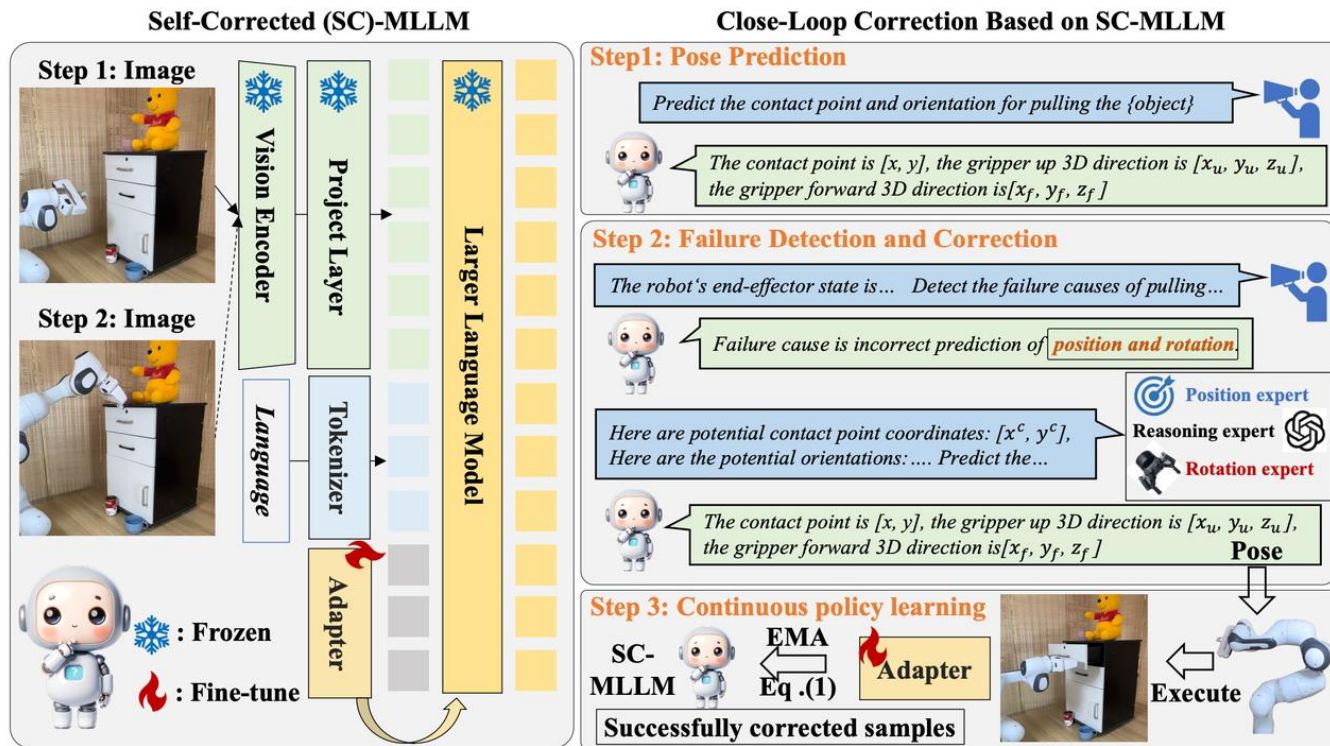 Self-Corrected (SC)-MLLM
Step 1: Image
Step 2: Image
Vision Encoder
Project Layer
Language
Tokenizer
Adapter
Larger Language Model
: Frozen
: Fine-tune
Close-Loop Correction Based on SC-MLLM
Step1: Pose Prediction
Predict the contact point and orientation for pulling the {object}
The contact point is [x, y], the gripper up 3D direction is [xᵤ, yᵤ, zᵤ],
the gripper forward 3D direction is[x_f, y_f, z_f ]
Step 2: Failure Detection and Correction
The robot‘s end-effector state is… Detect the failure causes of pulling…
Failure cause is incorrect prediction of position and rotation.
Position expert
Reasoning expert
Rotation expert
Here are potential contact point coordinates: [xᶜ, yᶜ],
Here are the potential orientations:…. Predict the…
The contact point is [x, y], the gripper up 3D direction is [xᵤ, yᵤ, zᵤ],
the gripper forward 3D direction is[x_f, y_f, z_f ]
Pose
Step 3: Continuous policy learning
SC-
MLLM
EMA
Eq .(1)
Adapter
Execute
Successfully corrected samples